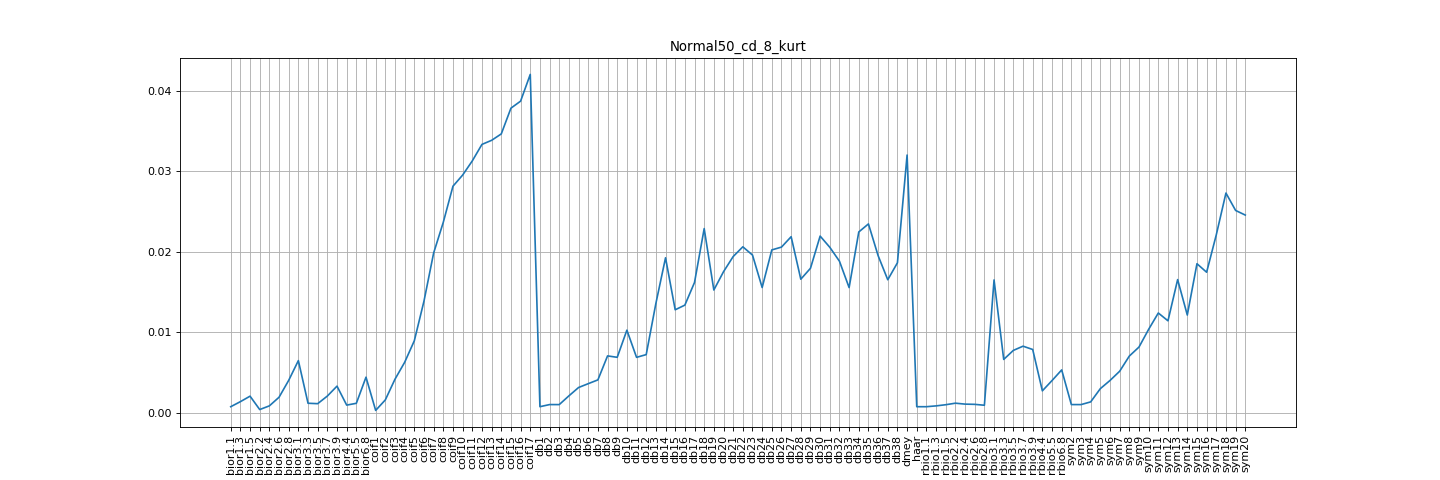 Normal50_cd_8_kurt
0.04
0.03
0.02
0.01
0.00
bior1.1
bior1.3
bior1.5
bior2.2
bior2.4
bior2.6
bior2.8
bior3.1
bior3.3
bior3.5
bior3.7
bior3.9
bior4.4
bior5.5
bior6.8
coif1
coif2
coif3
coif4
coif5
coif6
coif7
coif8
coif9
coif10
coif11
coif12
coif13
coif14
coif15
coif16
coif17
db1
db2
db3
db4
db5
db6
db7
db8
db9
db10
db11
db12
db13
db14
db15
db16
db17
db18
db19
db20
db21
db22
db23
db24
db25
db26
db27
db28
db29
db30
db31
db32
db33
db34
db35
db36
db37
db38
dmey
haar
rbio1.1
rbio1.3
rbio1.5
rbio2.2
rbio2.4
rbio2.6
rbio2.8
rbio3.1
rbio3.3
rbio3.5
rbio3.7
rbio3.9
rbio4.4
rbio5.5
rbio6.8
sym2
sym3
sym4
sym5
sym6
sym7
sym8
sym9
sym10
sym11
sym12
sym13
sym14
sym15
sym16
sym17
sym18
sym19
sym20